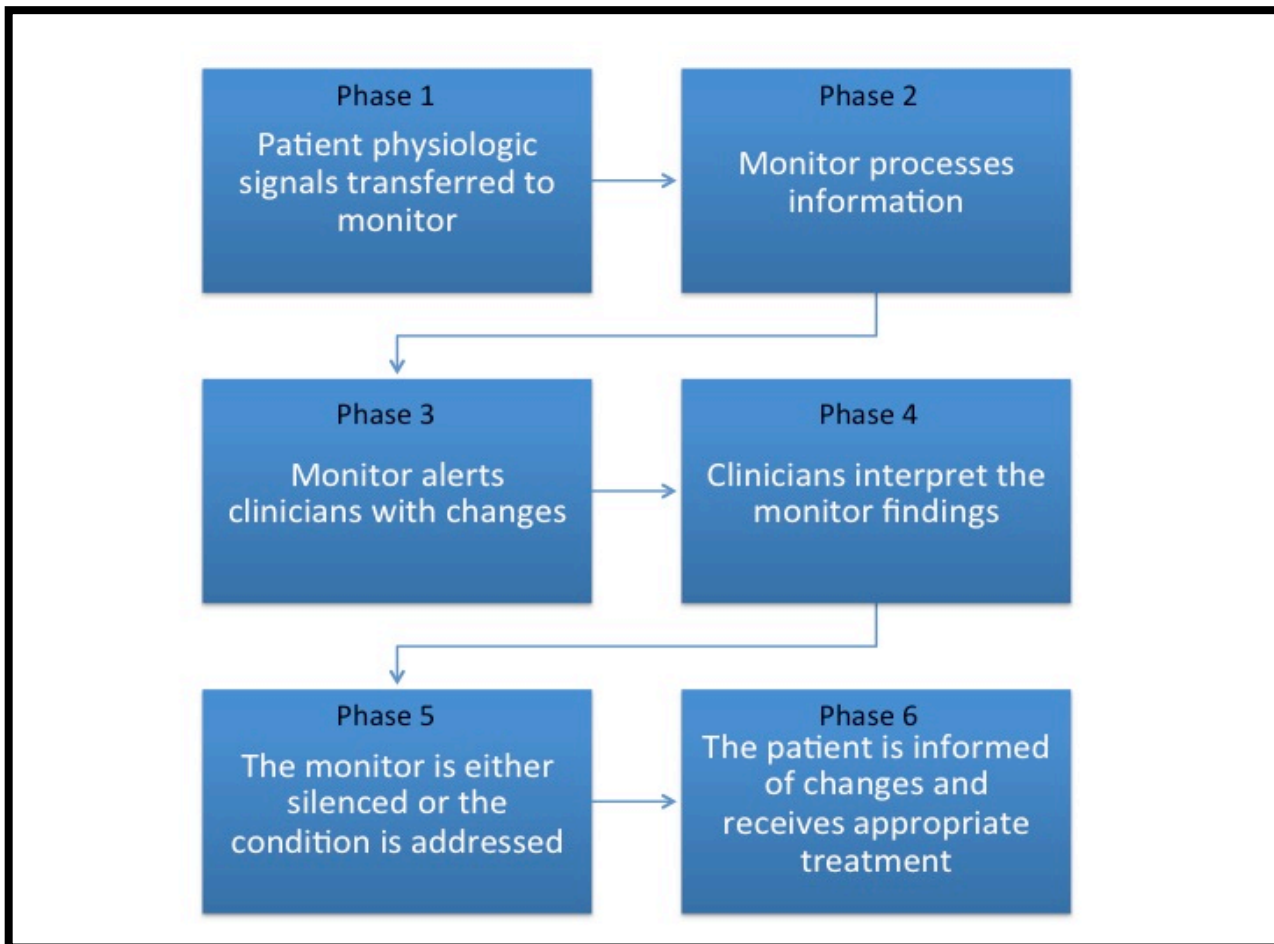 Phase 1
Patient physiologic
signals transferred to
monitor
Phase 2
Monitor processes
information
Phase 3
Monitor alerts
clinicians with changes
Phase 4
Clinicians interpret the
monitor findings
Phase 5
The monitor is either
silenced or the
condition is addressed
Phase 6
The patient is informed
of changes and
receives appropriate
treatment